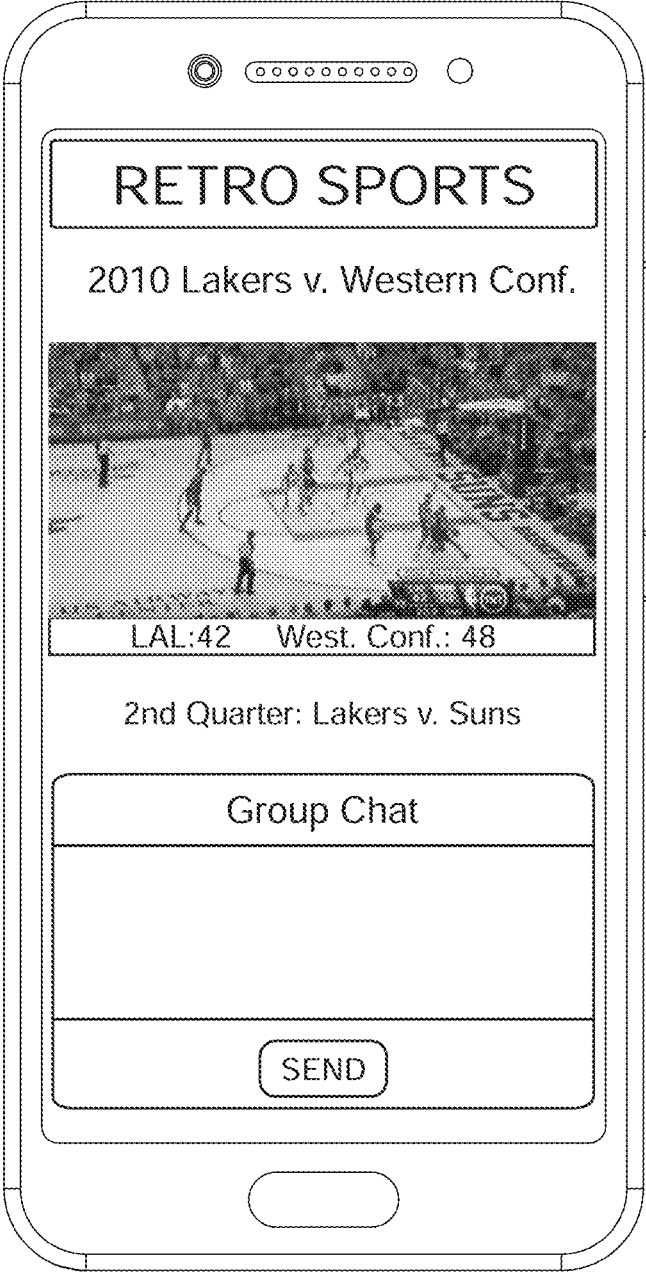 RETRO SPORTS
2010 Lakers v. Western Conf.
LAL:42 West. Conf.: 48
2nd Quarter: Lakers v. Suns
Group Chat
SEND